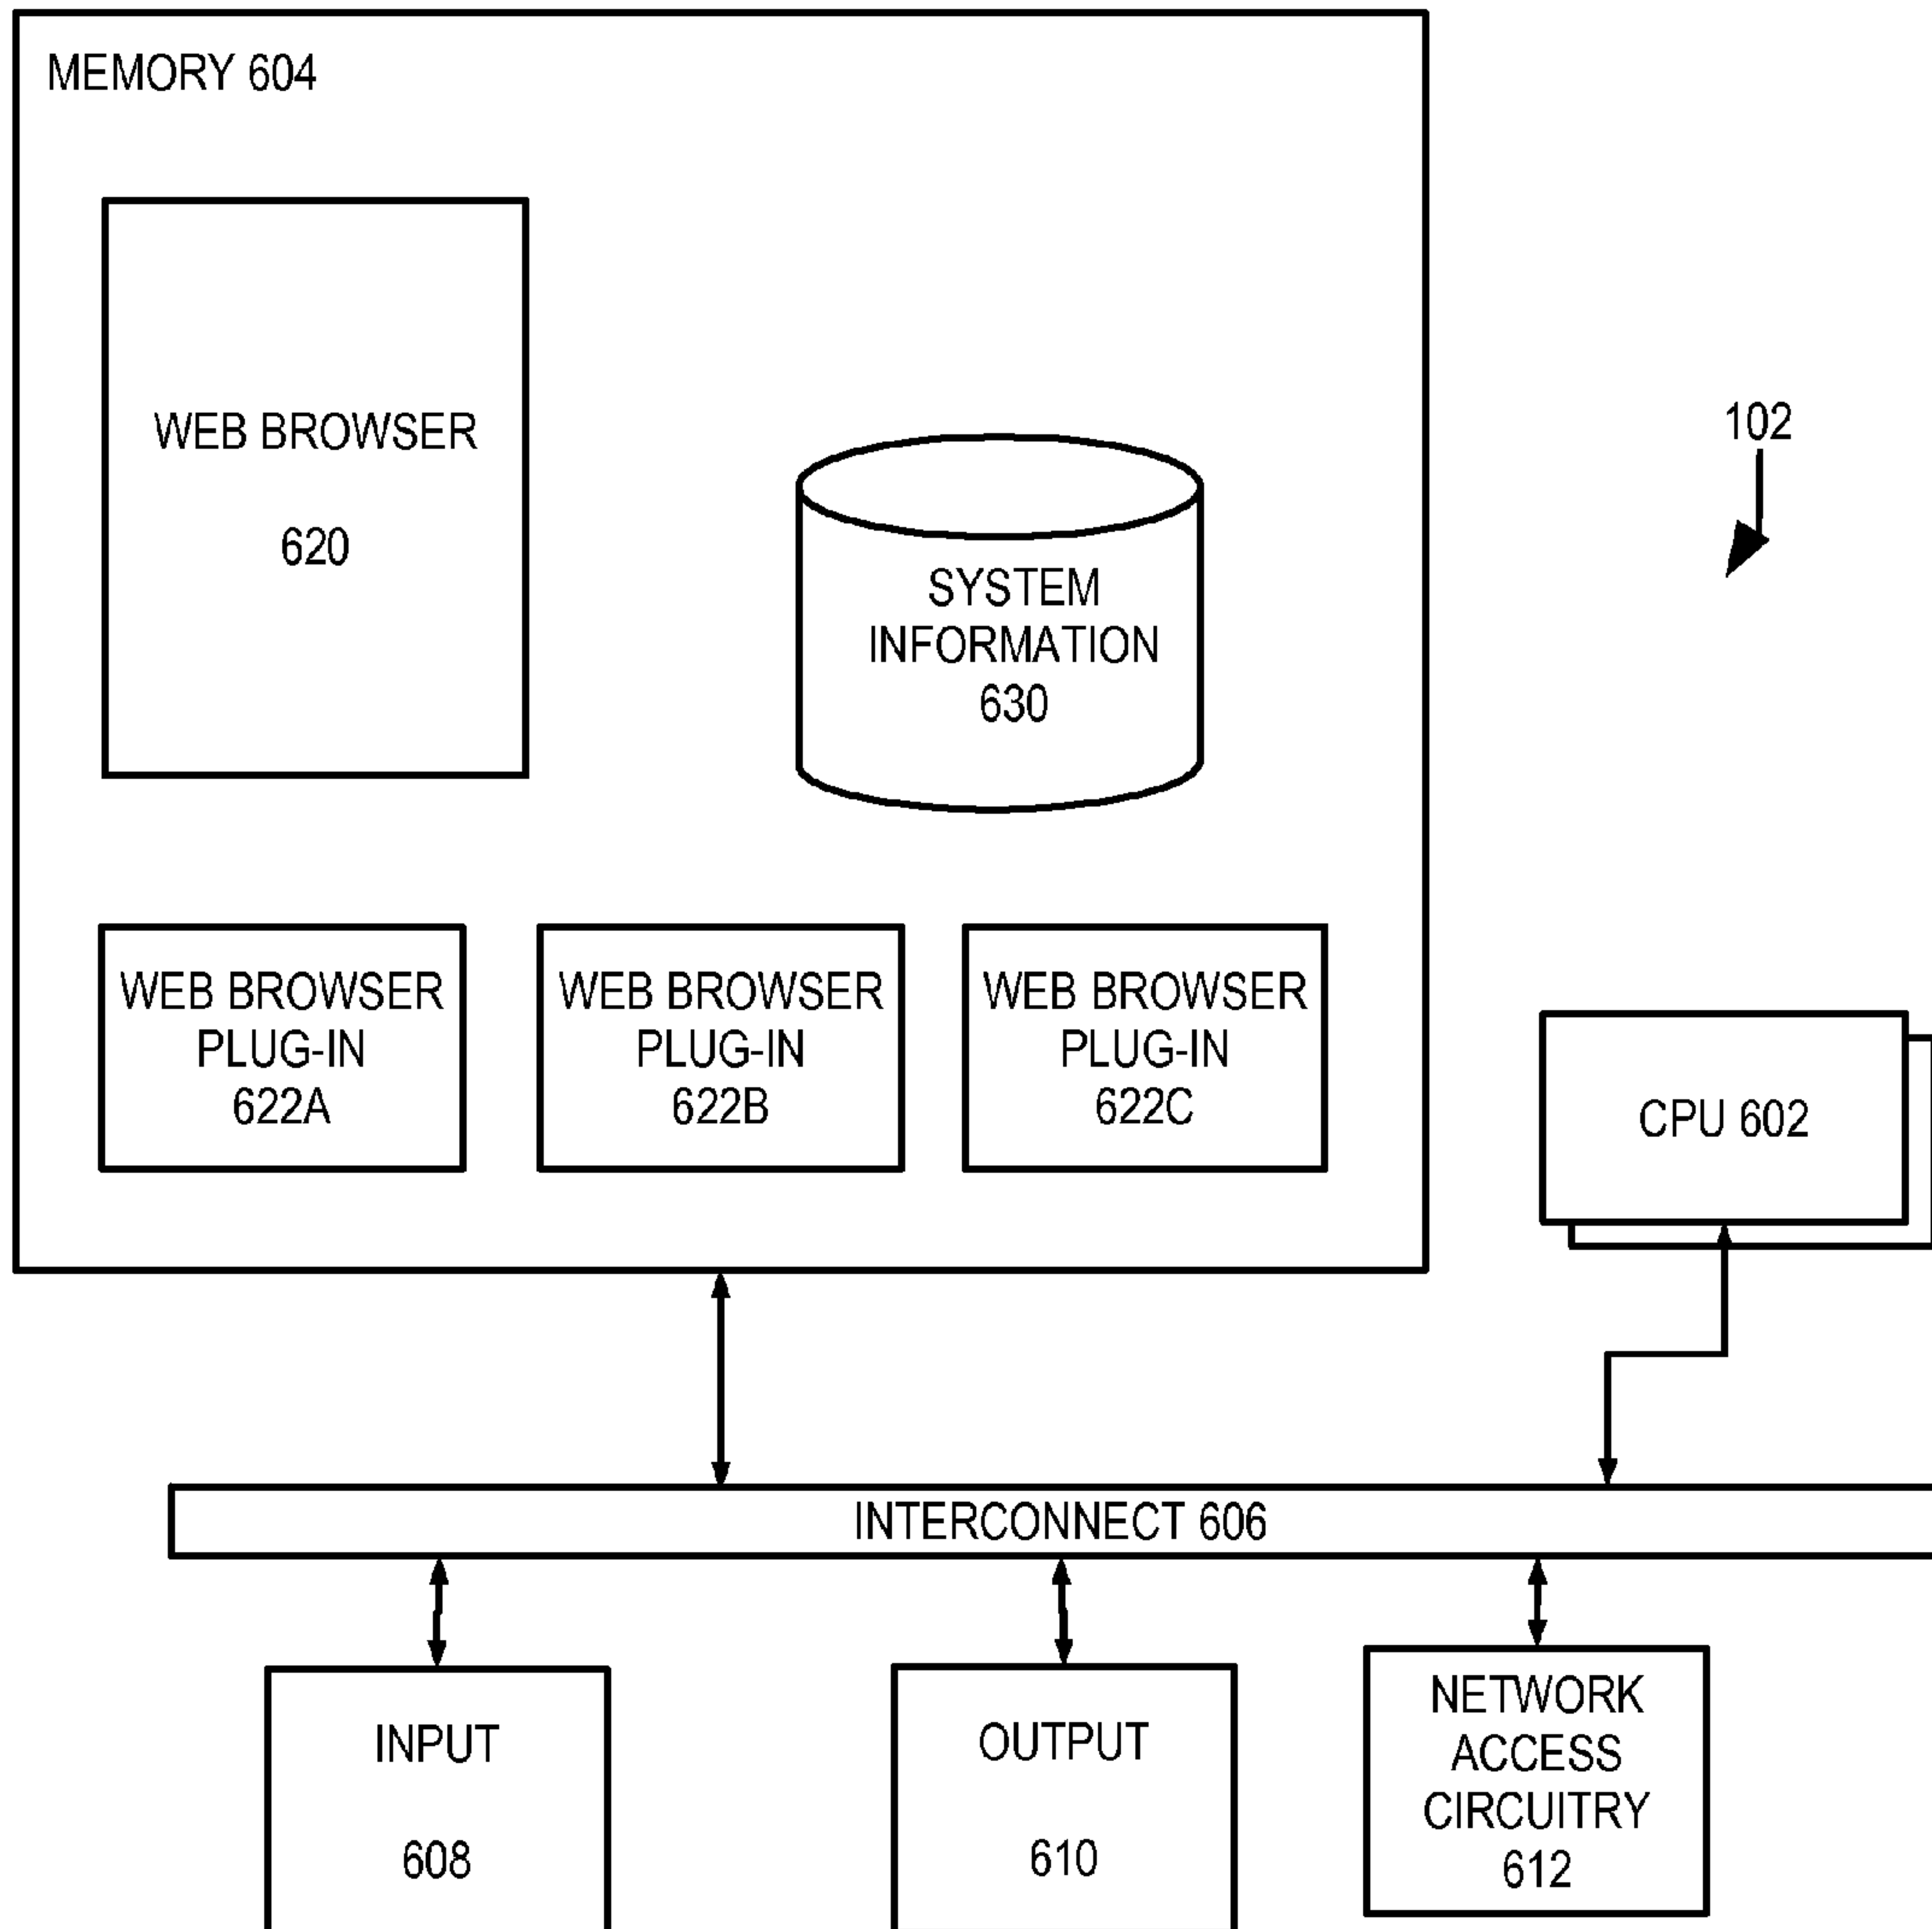 MEMORY 604
WEB BROWSER
620
SYSTEM
INFORMATION
630
102
WEB BROWSER
PLUG-IN
622A
WEB BROWSER
PLUG-IN
622B
WEB BROWSER
PLUG-IN
622C
CPU 602
INTERCONNECT 606
INPUT
608
OUTPUT
610
NETWORK
ACCESS
CIRCUITRY
612